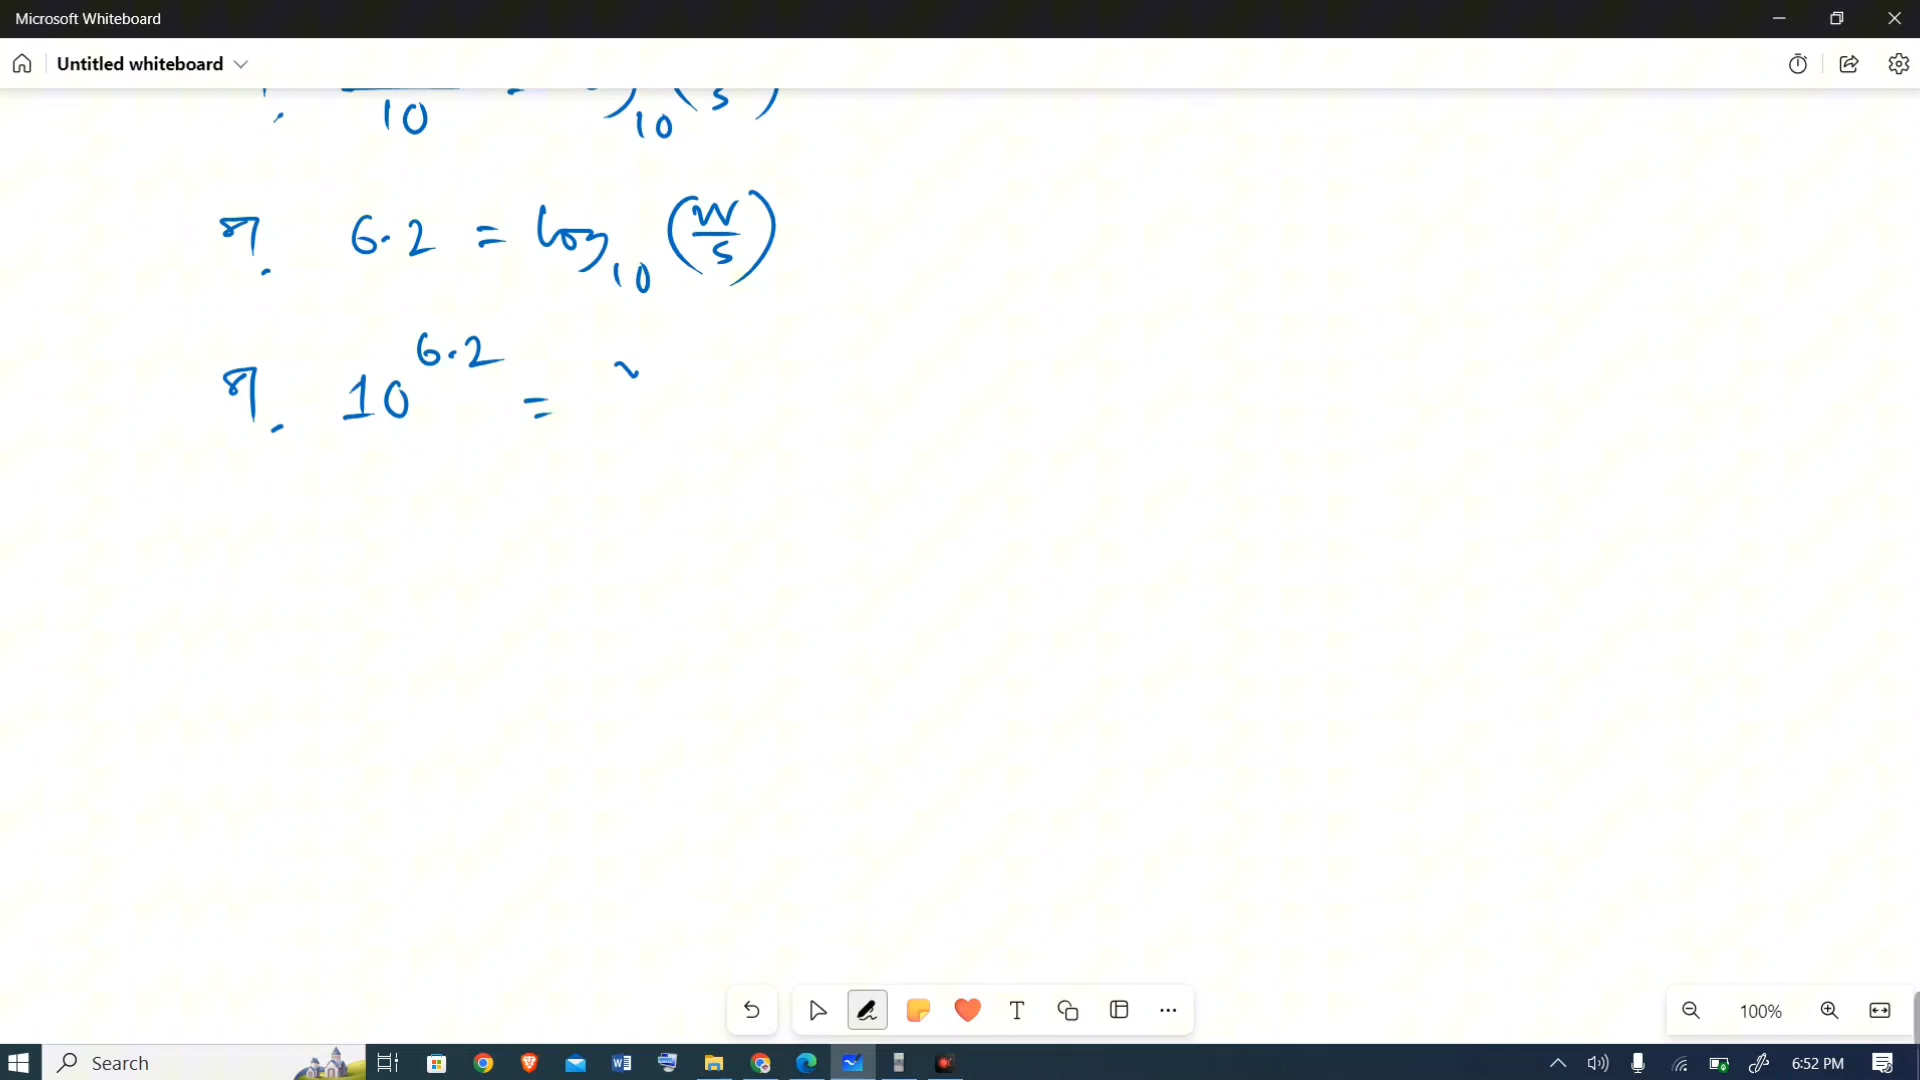 Microsoft Whiteboard
Untitled whiteboard
10 = 10 (s)
6.2 = log10 (W/s)
10^6.2 =
100%
Search
6:52 PM